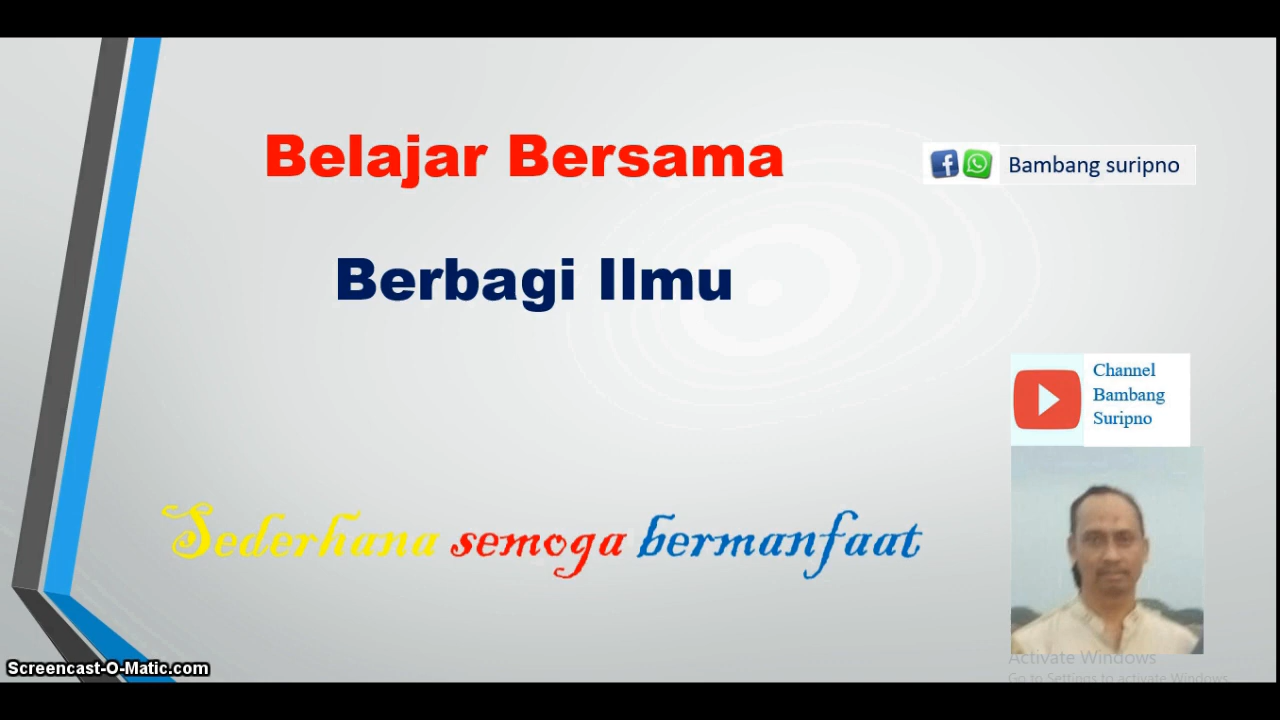 Belajar Bersama
Bambang suripno
Berbagi Ilmu
Channel
Bambang
Suripno
Sederhana semoga bermanfaat
Activate Windows
Go to Settings to activate Windows.
Screencast-O-Matic.com